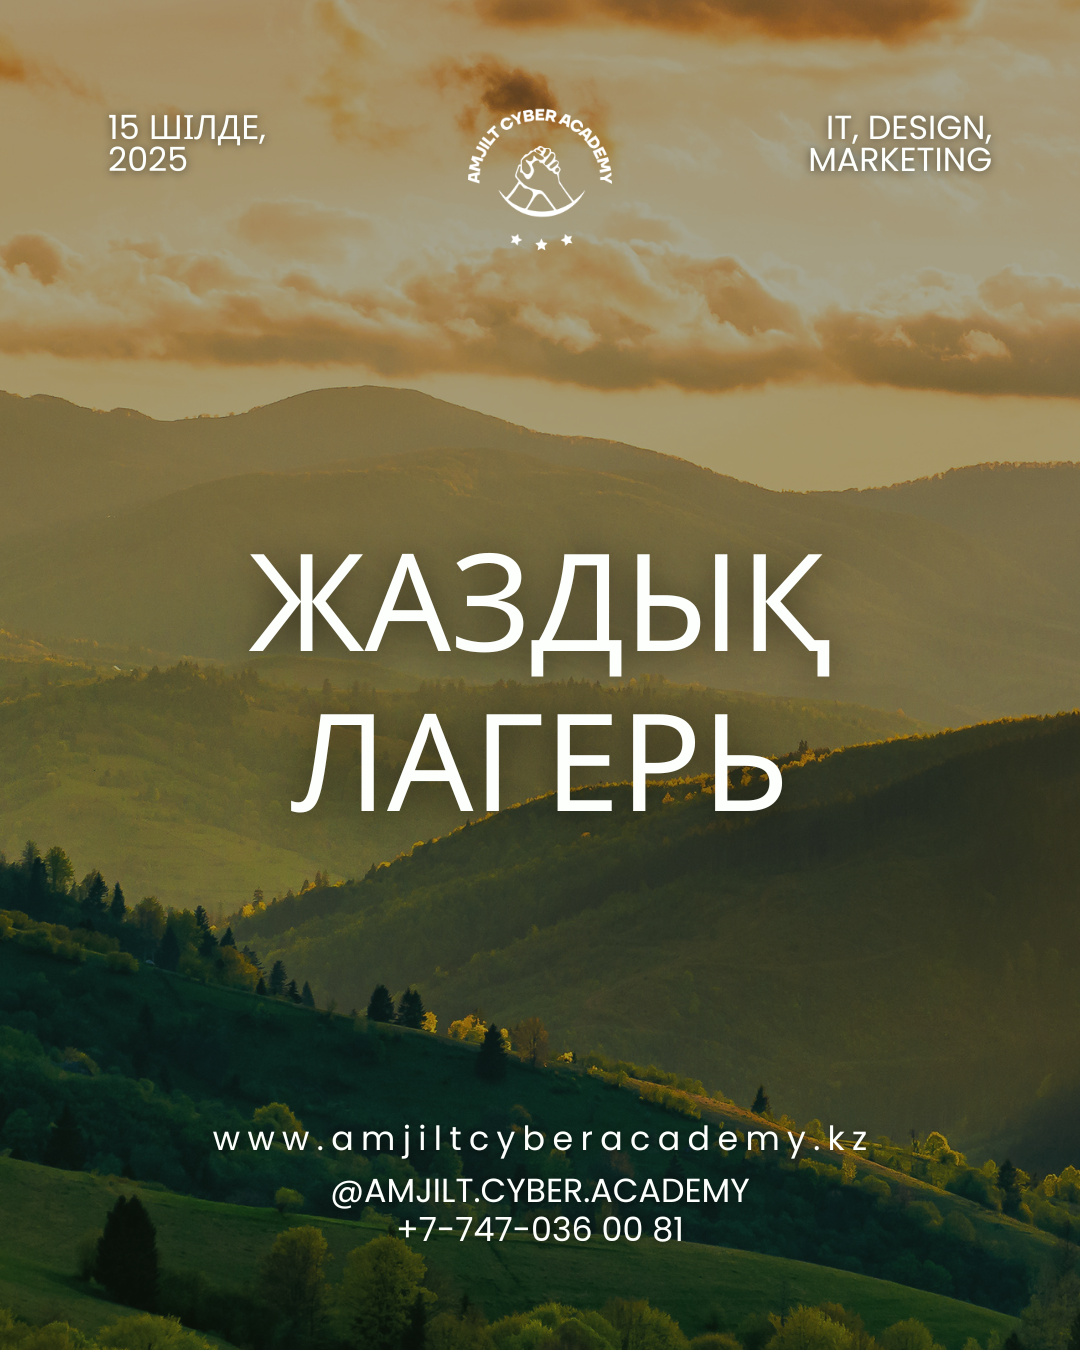 15 ШІЛДЕ,
2025
AMJILT CYBER ACADEMY
IT, DESIGN,
MARKETING
ЖАЗДЫҚ
ЛАГЕРЬ
www.amjiltcyberacademy.kz
@AMJILT.CYBER.ACADEMY
+7-747-036 00 81